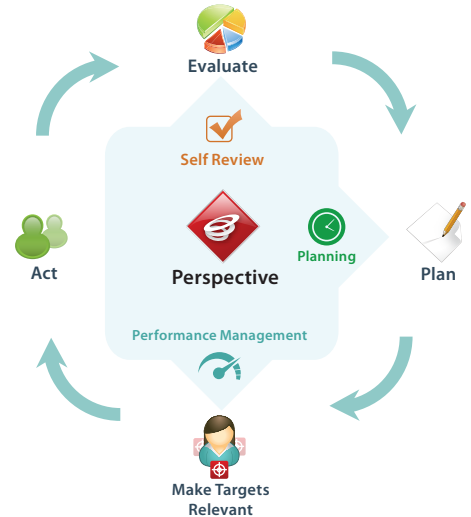 Evaluate
Self Review
Act
Perspective
Planning
Plan
Performance Management
Make Targets
Relevant